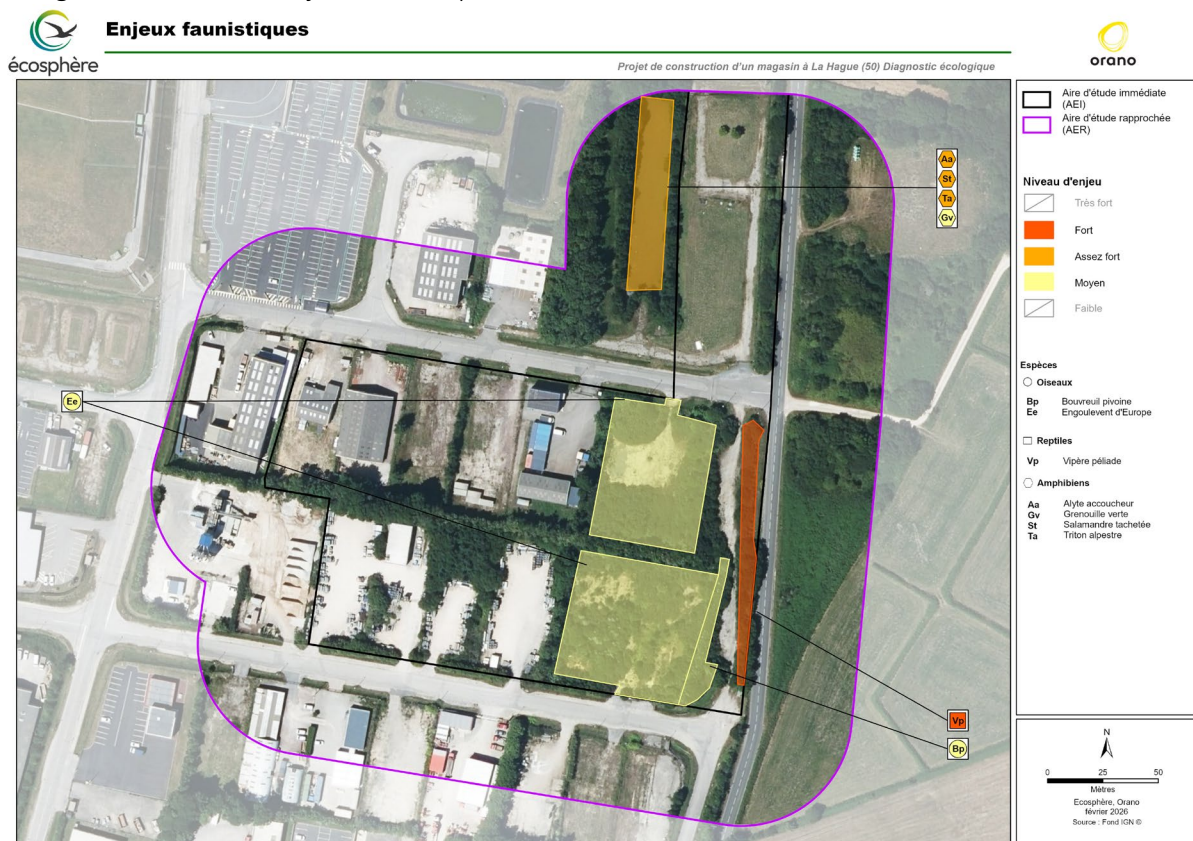 Enjeux faunistiques
écosphère
Projet de construction d'un magasin à La Hague (50) Diagnostic écologique
orano
Aire d'étude immédiate
(AEI)
Aire d'étude rapprochée
(AER)
Niveau d'enjeu
Très fort
Fort
Assez fort
Moyen
Faible
Espèces
Oiseaux
Bp Bouvreuil pivoine
Ee Engoulevent d'Europe
Reptiles
Vp Vipère péliade
Amphibiens
Aa Alyte accoucheur
Gv Grenouille verte
St Salamandre tachetée
Ta Triton alpestre
Aa
St
Ta
Gv
Ee
Vp
Bp
N
0 25 50
Mètres
Ecosphère, Orano
février 2026
Source : Fond IGN ©